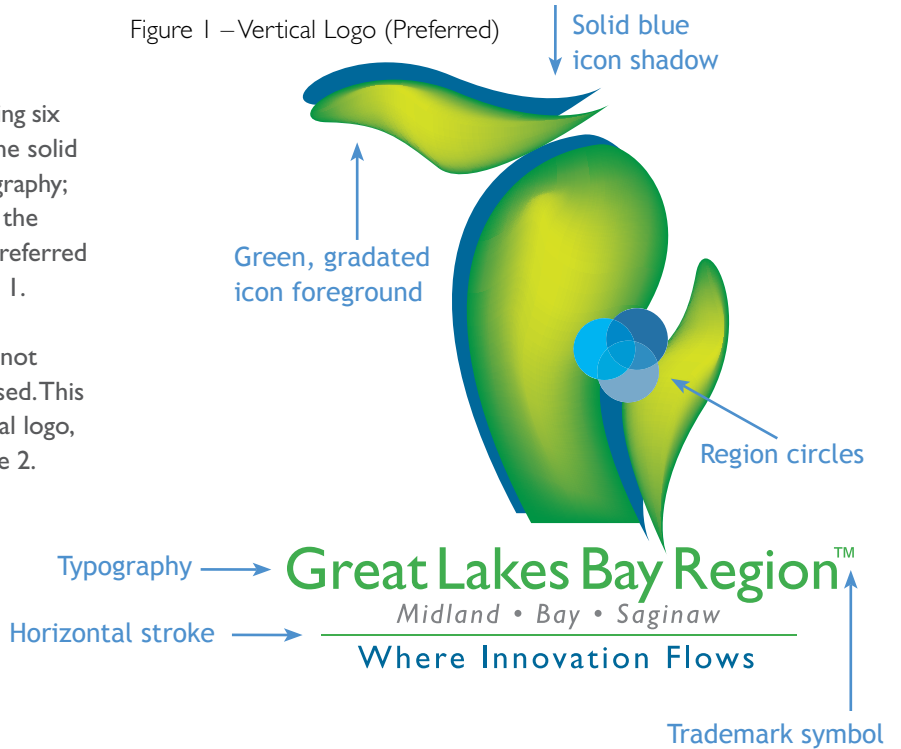 Figure 1 – Vertical Logo (Preferred)
Solid blue
icon shadow
ing six
ne solid
graphy;
the
referred
1.
not
sed. This
al logo,
e 2.
Green, gradated
icon foreground
Region circles
Typography
Great Lakes Bay Region™
Midland • Bay • Saginaw
Horizontal stroke
Where Innovation Flows
Trademark symbol